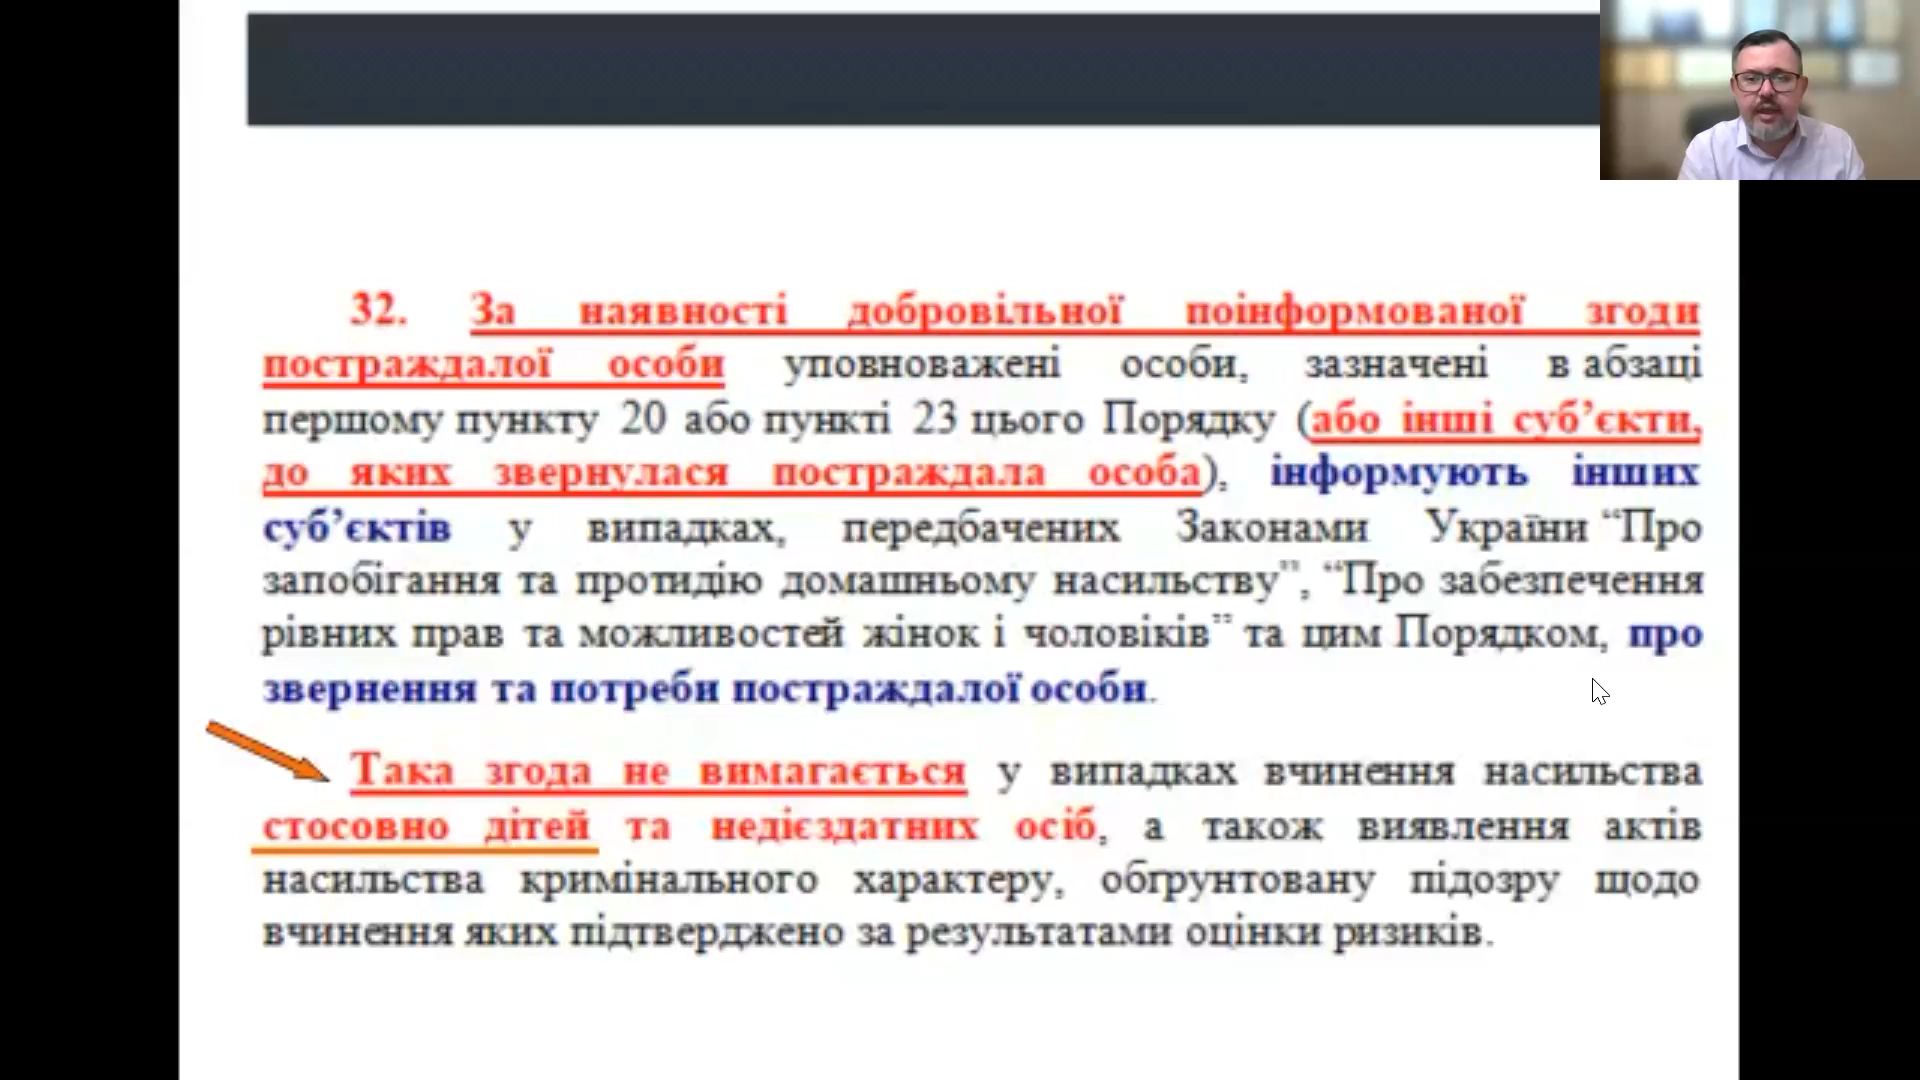 32. За наявності добровільної поінформованої згоди
постраждалої особи уповноважені особи, зазначені в абзаці
першому пункту 20 або пункті 23 цього Порядку (або інші суб’єкти,
до яких звернулася постраждала особа), інформують інших
суб’єктів у випадках, передбачених Законами України “Про
запобігання та протидію домашньому насильству”, “Про забезпечення
рівних прав та можливостей жінок і чоловіків” та цим Порядком, про
звернення та потреби постраждалої особи.
Така згода не вимагається у випадках вчинення насильства
стосовно дітей та недієздатних осіб, а також виявлення актів
насильства кримінального характеру, обґрунтовану підозру щодо
вчинення яких підтверджено за результатами оцінки ризиків.